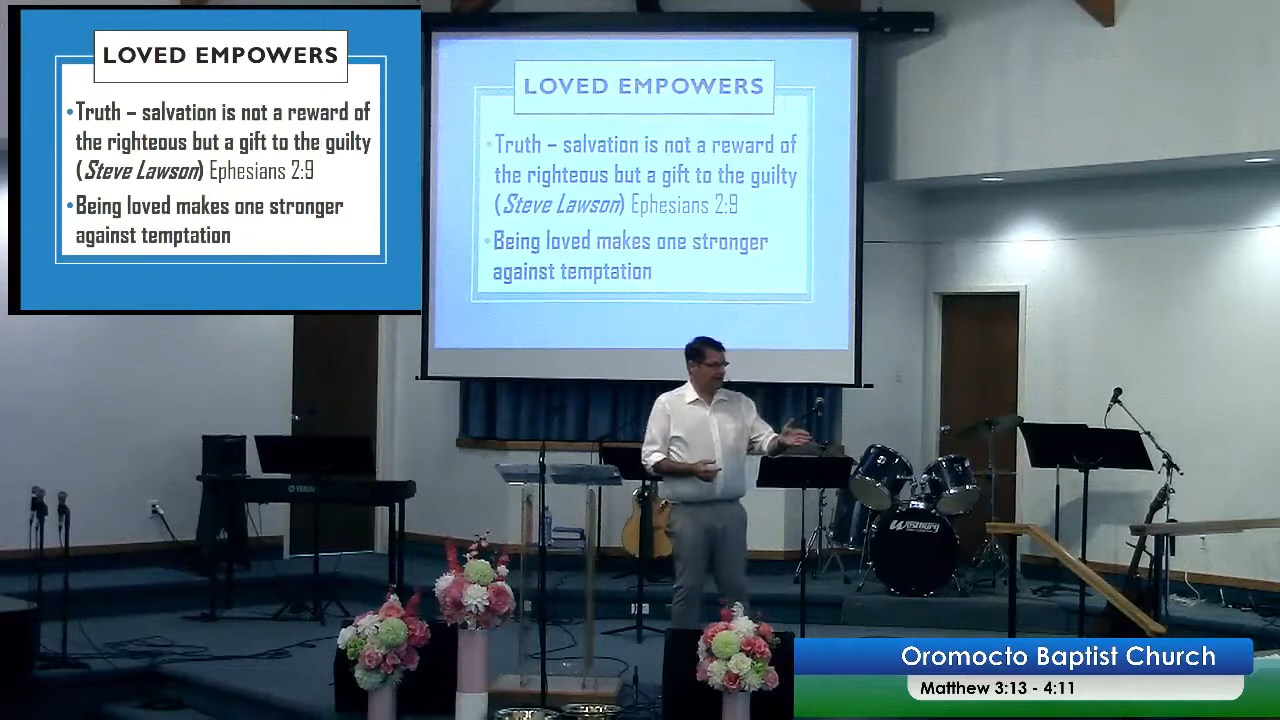 LOVED EMPOWERS
•Truth – salvation is not a reward of
the righteous but a gift to the guilty
(Steve Lawson) Ephesians 2:9
•Being loved makes one stronger
against temptation
LOVED EMPOWERS
•Truth – salvation is not a reward of
the righteous but a gift to the guilty
(Steve Lawson) Ephesians 2:9
•Being loved makes one stronger
against temptation
YAMAHA
Westbury
Oromocto Baptist Church
Matthew 3:13 - 4:11